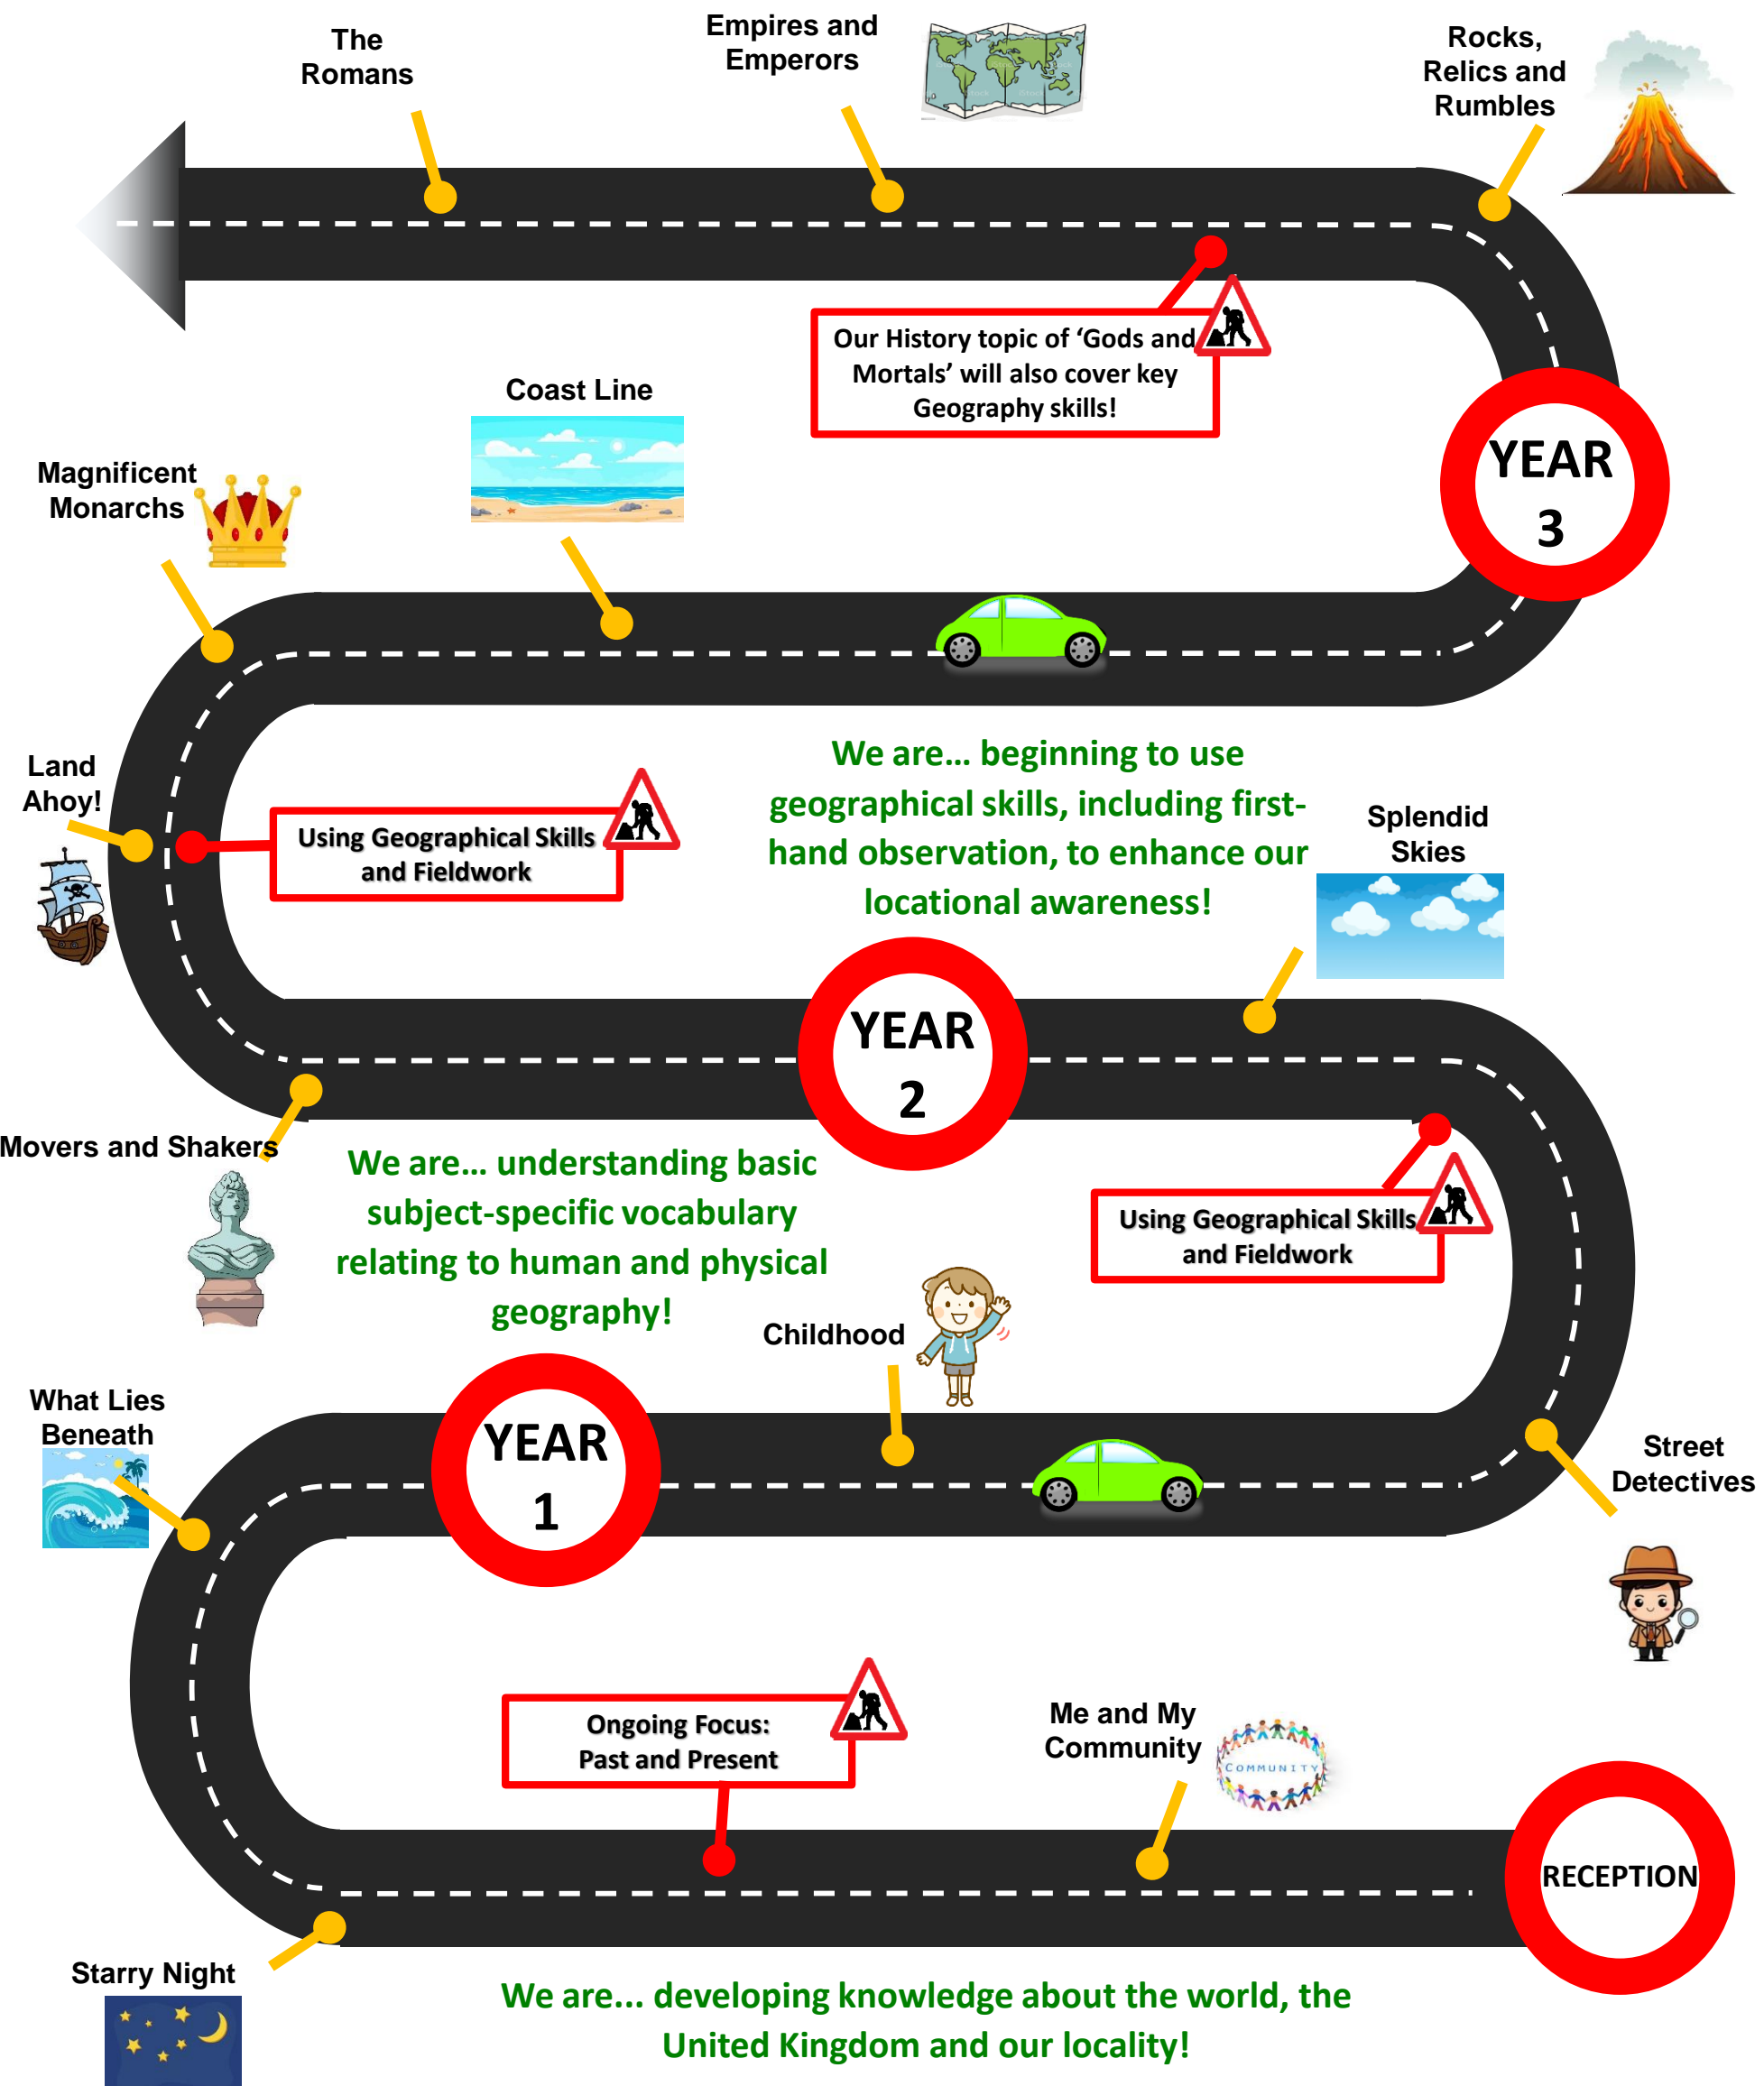 The
Romans
Empires and
Emperors
Rocks,
Relics and
Rumbles
Our History topic of ‘Gods and
Mortals’ will also cover key
Geography skills!
YEAR
3
Coast Line
Magnificent
Monarchs
Land
Ahoy!
Using Geographical Skills
and Fieldwork
We are… beginning to use
geographical skills, including first-
hand observation, to enhance our
locational awareness!
Splendid
Skies
YEAR
2
Movers and Shakers
We are… understanding basic
subject-specific vocabulary
relating to human and physical
geography!
Using Geographical Skills
and Fieldwork
Childhood
What Lies
Beneath
YEAR
1
Street
Detectives
Ongoing Focus:
Past and Present
Me and My
Community
COMMUNITY
RECEPTION
Starry Night
We are... developing knowledge about the world, the
United Kingdom and our locality!